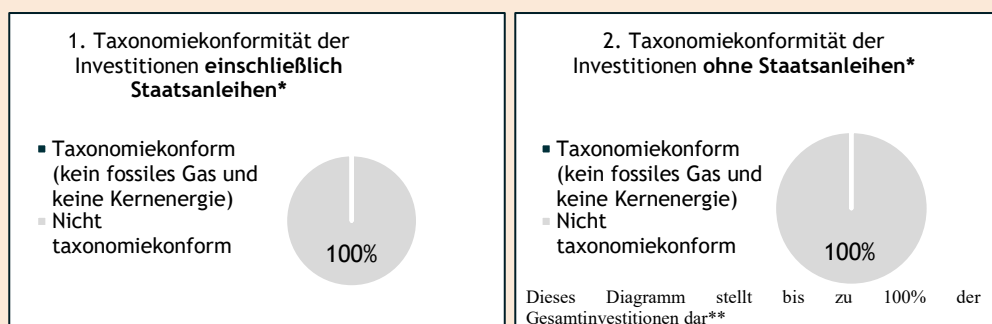 1. Taxonomiekonformität der
Investitionen einschließlich
Staatsanleihen*
Taxonomiekonform
(kein fossiles Gas und
keine Kernenergie)
Nicht
taxonomiekonform
100%
2. Taxonomiekonformität der
Investitionen ohne Staatsanleihen*
Taxonomiekonform
(kein fossiles Gas und
keine Kernenergie)
Nicht
taxonomiekonform
100%
Dieses Diagramm stellt bis zu 100% der
Gesamtinvestitionen dar**